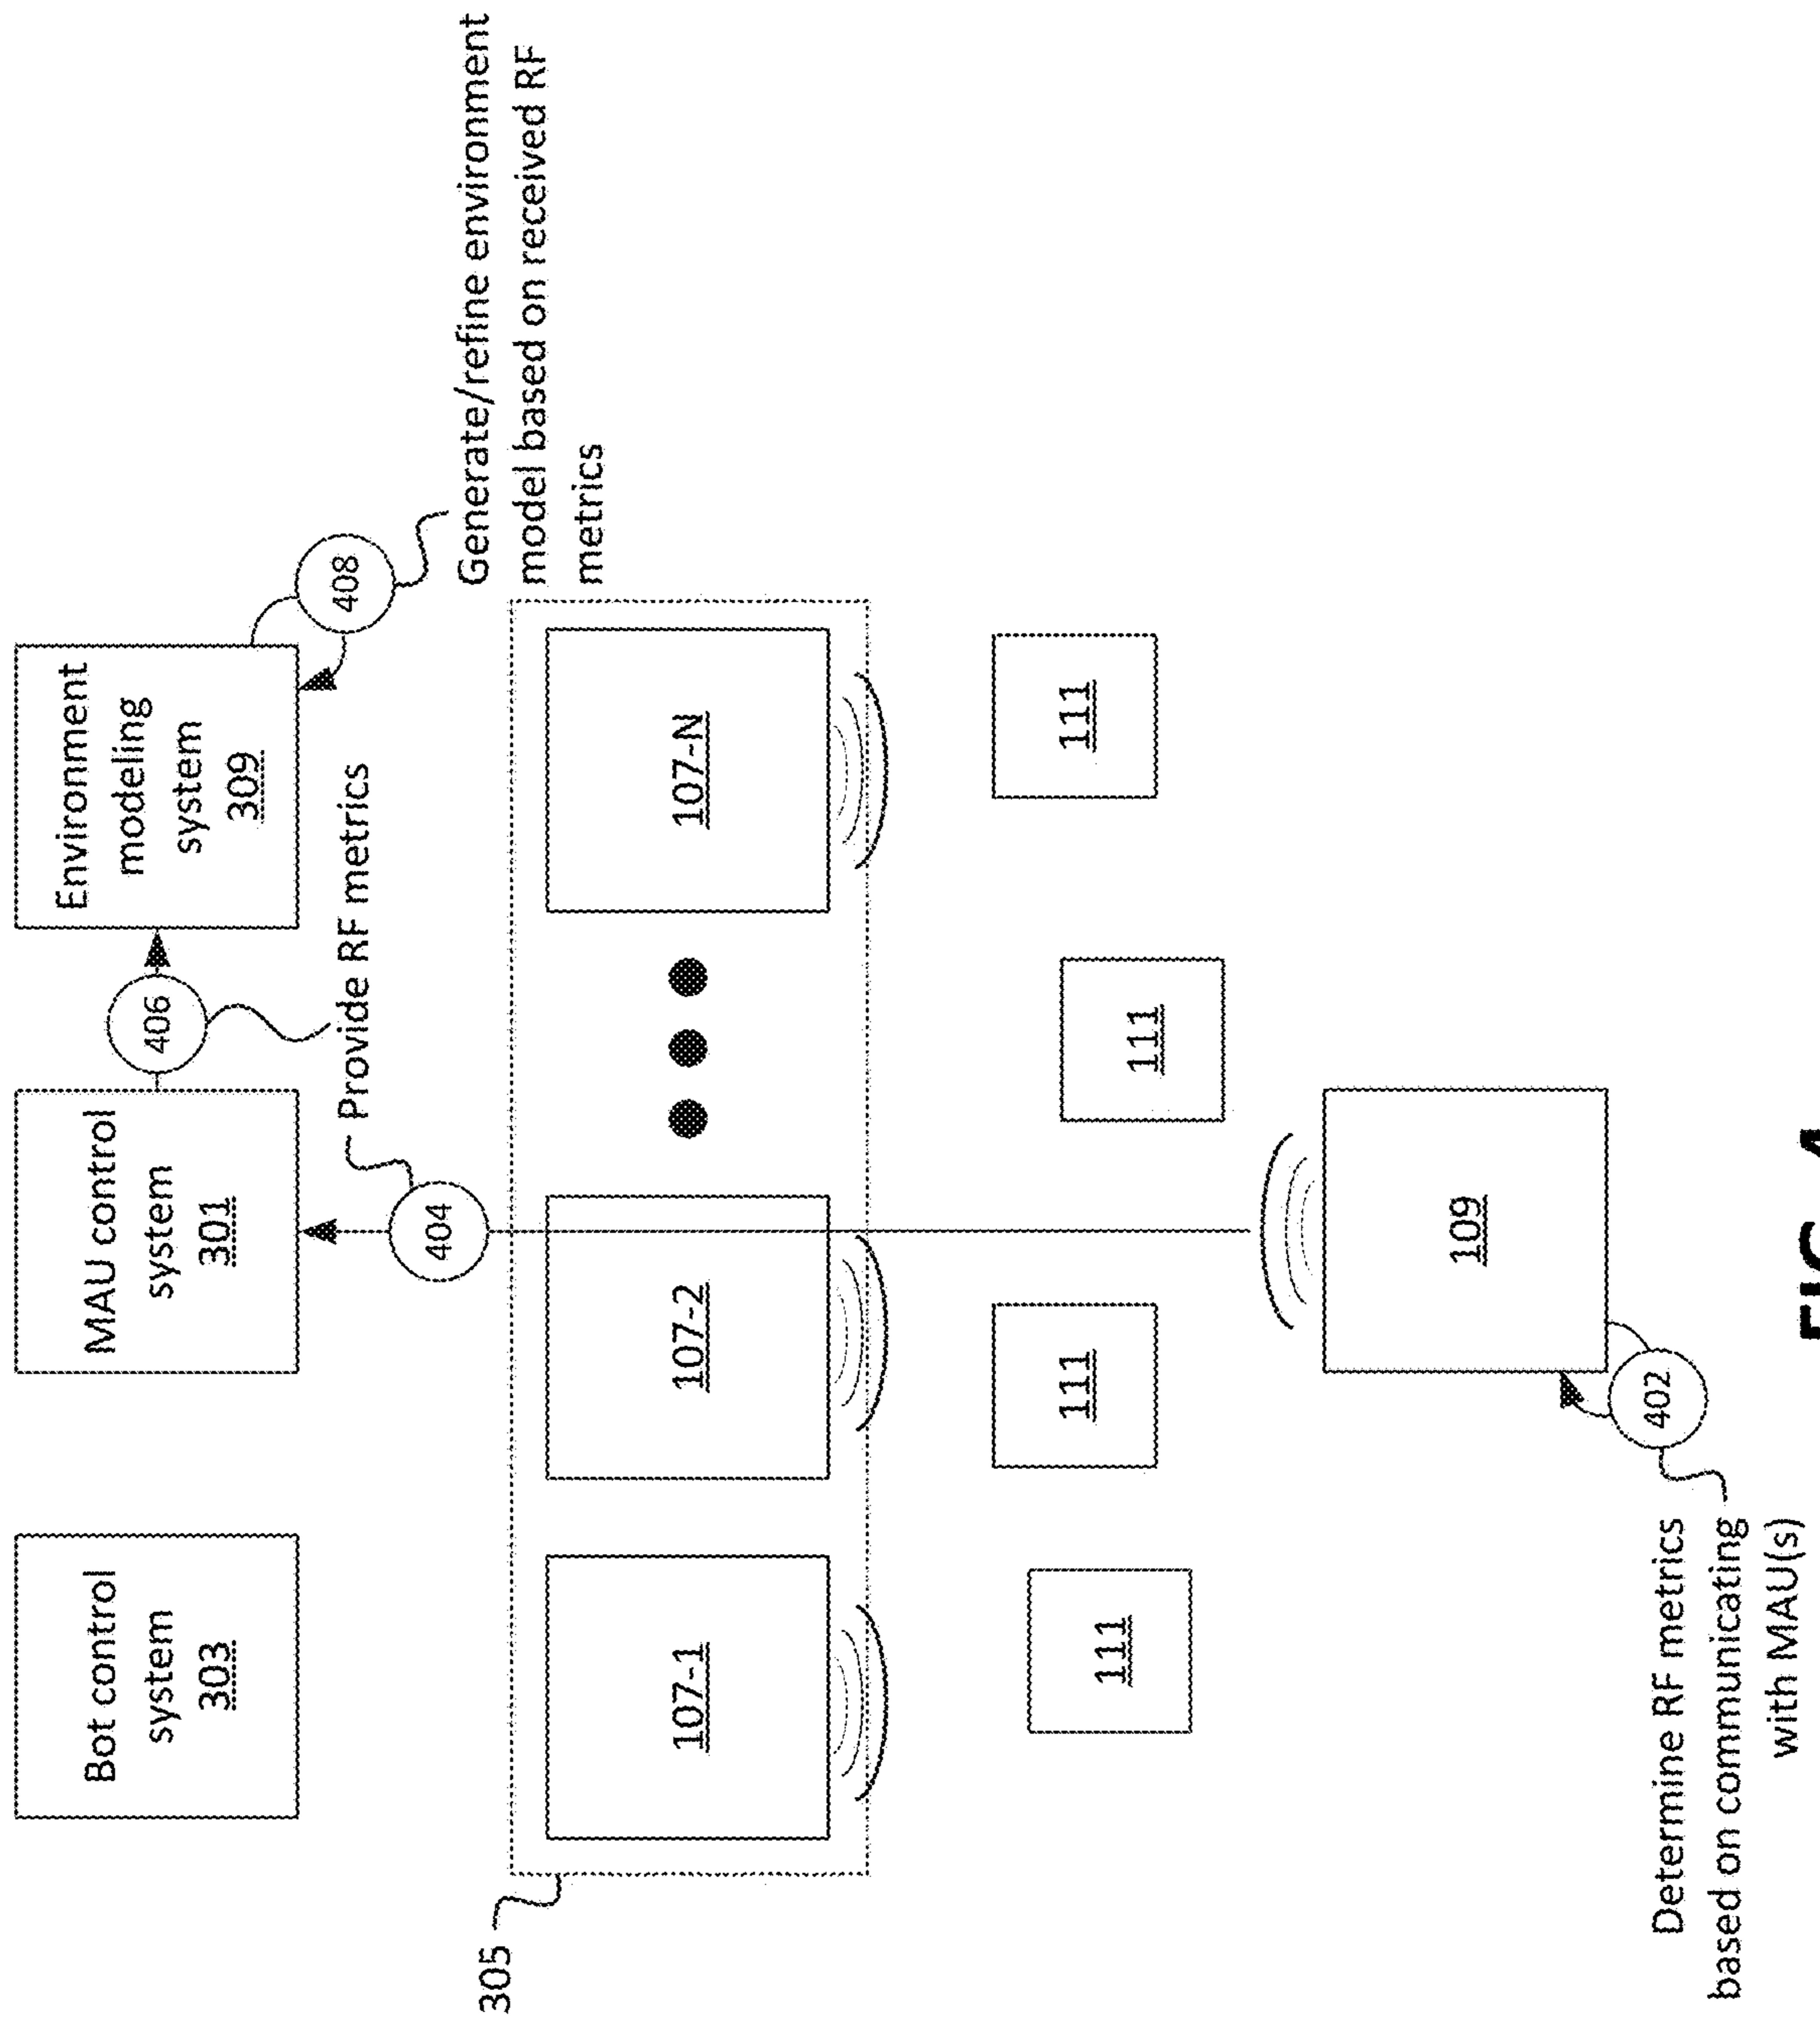 Bot control
system
303
MAU control
system
301
406
Environment
modeling
system
309
408
Provide RF metrics
404
Generate/refine environment
model based on received RF
metrics
305
107-1
107-2
107-N
111
111
111
111
109
402
Determine RF metrics
based on communicating
with MAU(s)
FIG. 4